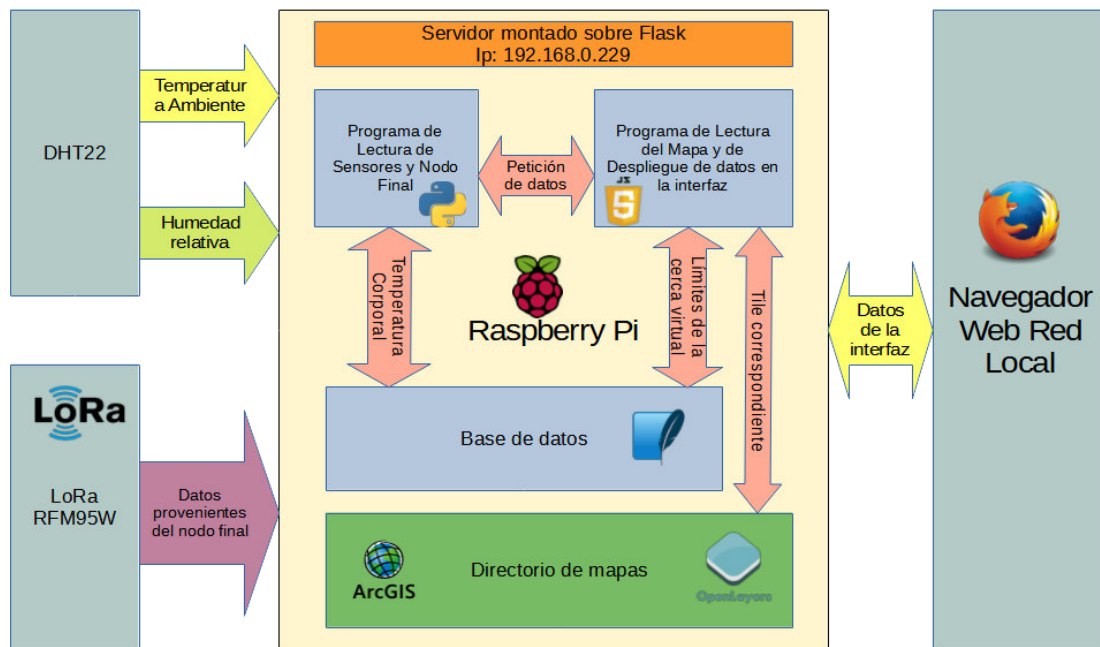 Servidor montado sobre Flask
Ip: 192.168.0.229
DHT22
Temperatur
a Ambiente
Humedad
relativa
Programa de
Lectura de
Sensores y Nodo
Final
Petición
de datos
Programa de Lectura
del Mapa y de
Despliegue de datos en
la interfaz
JS
5
Temperatura
Corporal
Raspberry Pi
Límites de la
cerca virtual
Tile correspondiente
Datos
de la
interfaz
Navegador
Web Red
Local
LoRa
LoRa
RFM95W
Datos
provenientes
del nodo final
Base de datos
ArcGIS
Directorio de mapas
OpenLayers